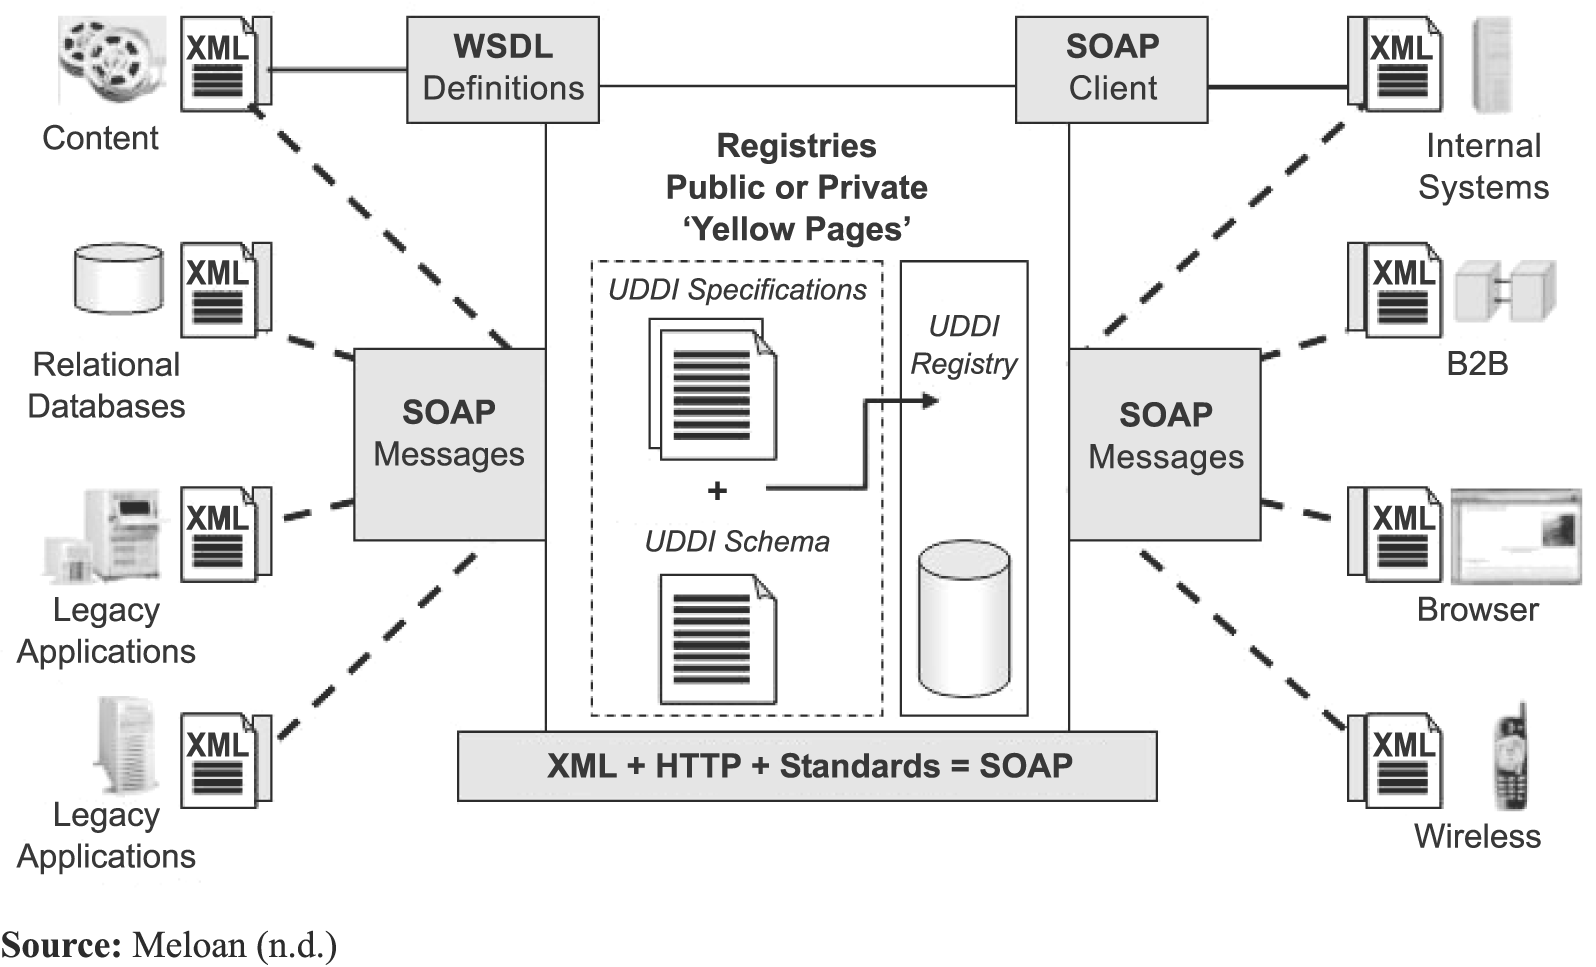 XML
WSDL
Definitions
SOAP
Client
XML
Content
Internal
Systems
Registries
Public or Private
‘Yellow Pages’
XML
Relational
Databases
UDDI Specifications
UDDI
Registry
XML
B2B
SOAP
Messages
SOAP
Messages
+
UDDI Schema
XML
Legacy
Applications
XML
Browser
XML
Legacy
Applications
XML + HTTP + Standards = SOAP
XML
Wireless
Source: Meloan (n.d.)